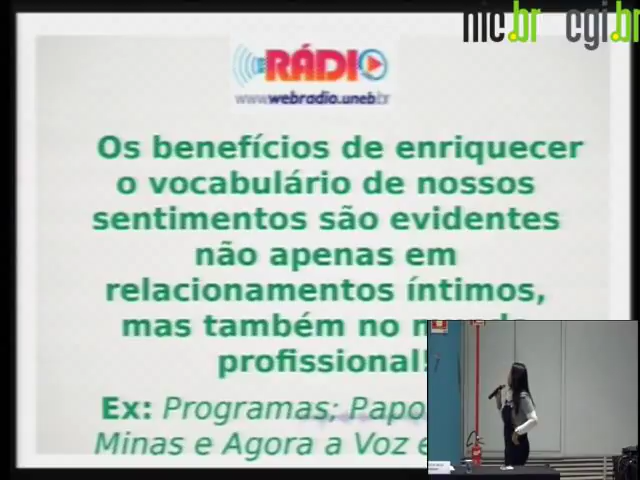 nic.br cgi.br
RÁDIO
www.webradio.uneb.br
Os benefícios de enriquecer
o vocabulário de nossos
sentimentos são evidentes
não apenas em
relacionamentos íntimos,
mas também no
profissional!
Ex: Programas; Papo
Minas e Agora a Voz